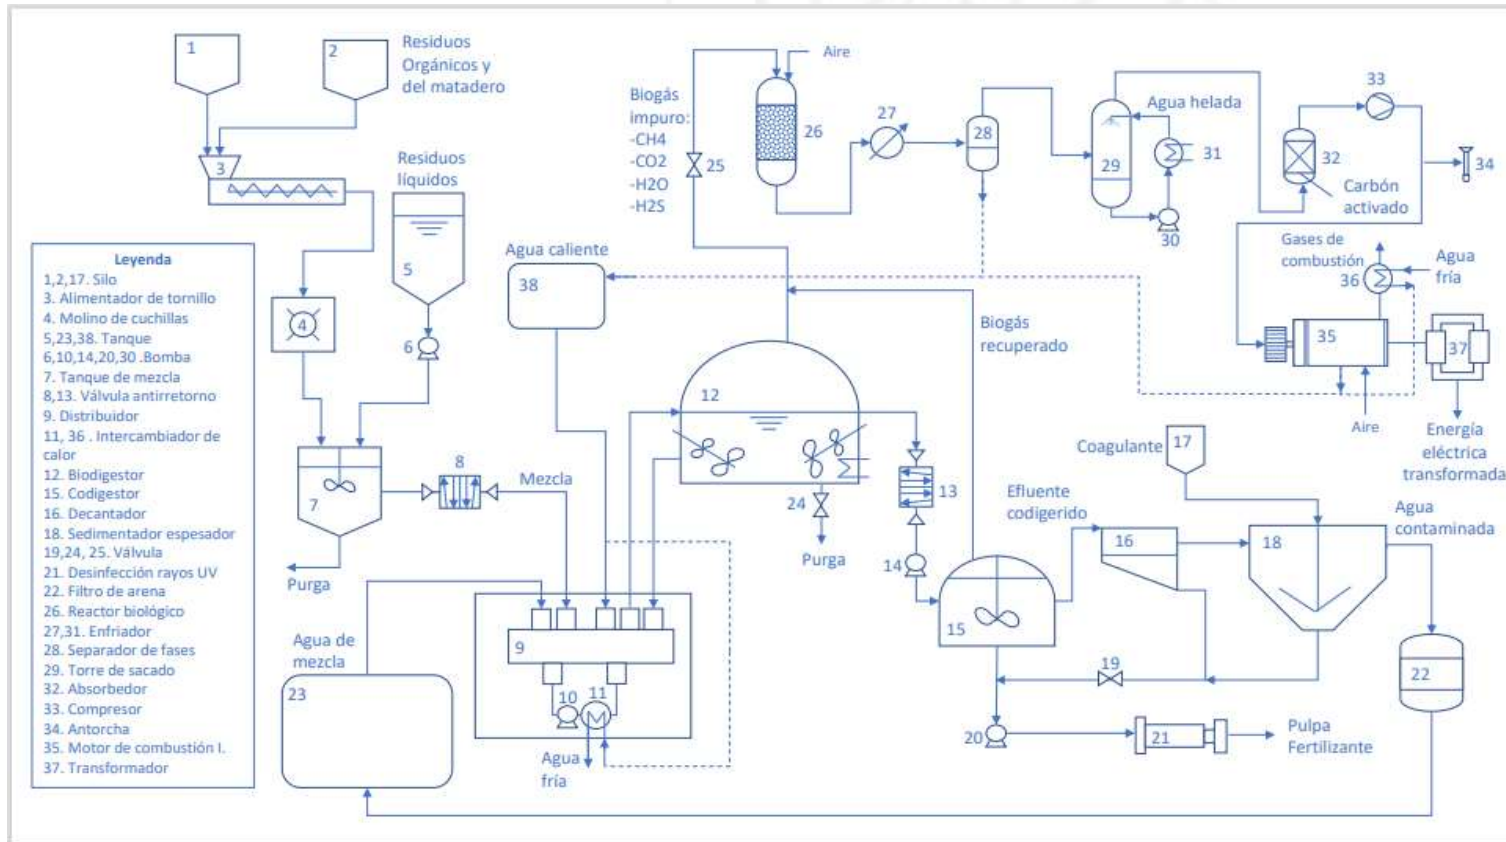 1
2
Residuos
Orgánicos y
del matadero
3
Residuos
líquidos
4
5
6
7
Purga
8
Mezcla
Leyenda
1,2,17. Silo
3. Alimentador de tornillo
4. Molino de cuchillas
5,23,38. Tanque
6,10,14,20,30 .Bomba
7. Tanque de mezcla
8,13. Válvula antirretorno
9. Distribuidor
11, 36 . Intercambiador de
calor
12. Biodigestor
15. Codigestor
16. Decantador
18. Sedimentador espesador
19,24, 25. Válvula
21. Desinfección rayos UV
22. Filtro de arena
26. Reactor biológico
27,31. Enfriador
28. Separador de fases
29. Torre de sacado
32. Absorbedor
33. Compresor
34. Antorcha
35. Motor de combustión I.
37. Transformador
Biogás
impuro:
-CH4
-CO2
-H2O
-H2S
25
Aire
26
27
28
29
Agua helada
31
30
32
Carbón
activado
33
34
Agua caliente
38
Biogás
recuperado
Gases de
combustión
36
Agua
fría
35
37
Aire
Energía
eléctrica
transformada
12
24
Purga
13
14
15
Efluente
codigerido
16
Coagulante
17
18
Agua
contaminada
19
20
21
Pulpa
Fertilizante
22
Agua de
mezcla
23
9
10
11
Agua
fría